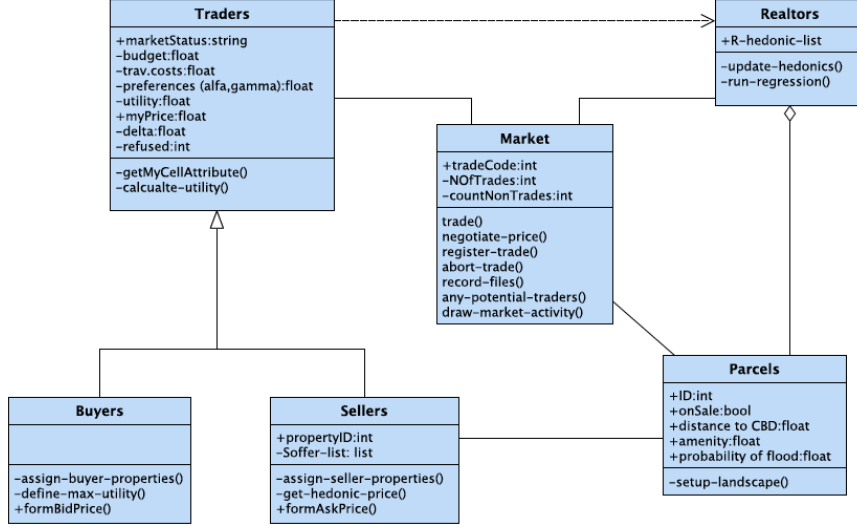 Traders
+marketStatus:string
-budget:float
-trav.costs:float
-preferences (alfa,gamma):float
-utility:float
+myPrice:float
-delta:float
-refused:int
-getMyCellAttribute()
-calcualte-utility()
Realtors
+R-hedonic-list
-update-hedonics()
-run-regression()
Market
+tradeCode:int
-NOfTrades:int
-countNonTrades:int
trade()
negotiate-price()
register-trade()
abort-trade()
record-files()
any-potential-traders()
draw-market-activity()
Buyers
-assign-buyer-properties()
-define-max-utility()
+formBidPrice()
Sellers
+propertyID:int
-Soffer-list: list
-assign-seller-properties()
-get-hedonic-price()
+formAskPrice()
Parcels
+ID:int
+onSale:bool
+distance to CBD:float
+amenity:float
+probability of flood:float
-setup-landscape()